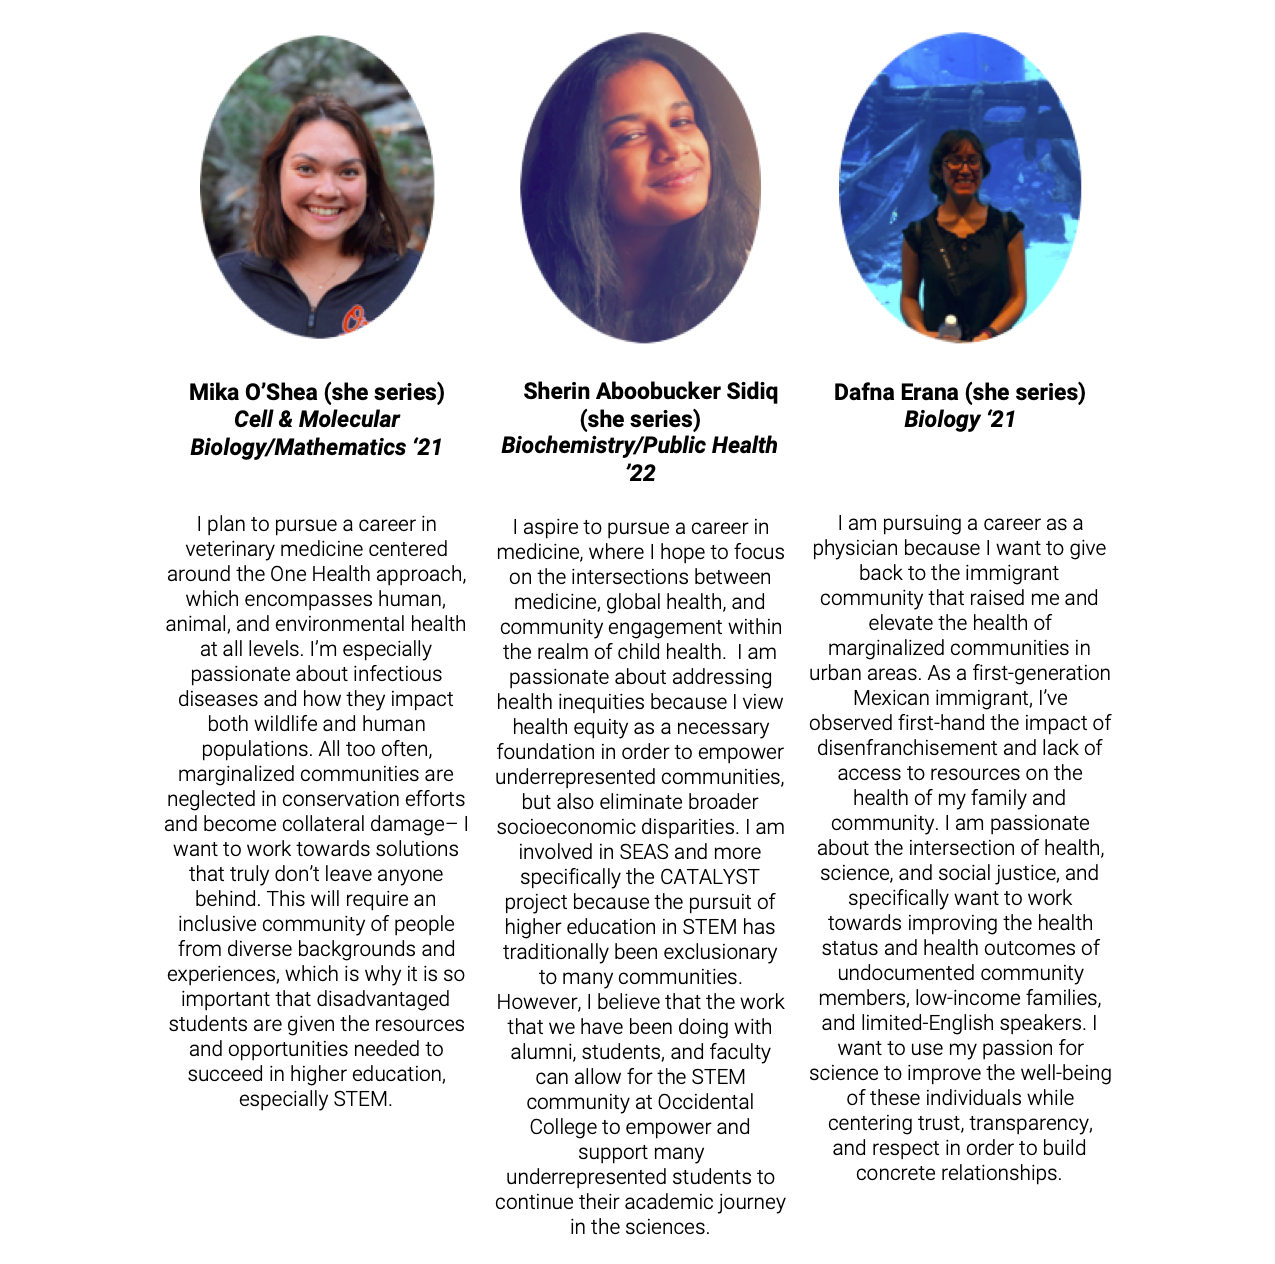 Mika O’Shea (she series)
Cell & Molecular
Biology/Mathematics ‘21
I plan to pursue a career in
veterinary medicine centered
around the One Health approach,
which encompasses human,
animal, and environmental health
at all levels. I’m especially
passionate about infectious
diseases and how they impact
both wildlife and human
populations. All too often,
marginalized communities are
neglected in conservation efforts
and become collateral damage– I
want to work towards solutions
that truly don’t leave anyone
behind. This will require an
inclusive community of people
from diverse backgrounds and
experiences, which is why it is so
important that disadvantaged
students are given the resources
and opportunities needed to
succeed in higher education,
especially STEM.
Sherin Aboobucker Sidiq
(she series)
Biochemistry/Public Health
’22
I aspire to pursue a career in
medicine, where I hope to focus
on the intersections between
medicine, global health, and
community engagement within
the realm of child health.  I am
passionate about addressing
health inequities because I view
health equity as a necessary
foundation in order to empower
underrepresented communities,
but also eliminate broader
socioeconomic disparities. I am
involved in SEAS and more
specifically the CATALYST
project because the pursuit of
higher education in STEM has
traditionally been exclusionary
to many communities.
However, I believe that the work
that we have been doing with
alumni, students, and faculty
can allow for the STEM
community at Occidental
College to empower and
support many
underrepresented students to
continue their academic journey
in the sciences.
Dafna Erana (she series)
Biology ‘21
I am pursuing a career as a
physician because I want to give
back to the immigrant
community that raised me and
elevate the health of
marginalized communities in
urban areas. As a first-generation
Mexican immigrant, I’ve
observed first-hand the impact of
disenfranchisement and lack of
access to resources on the
health of my family and
community. I am passionate
about the intersection of health,
science, and social justice, and
specifically want to work
towards improving the health
status and health outcomes of
undocumented community
members, low-income families,
and limited-English speakers. I
want to use my passion for
science to improve the well-being
of these individuals while
centering trust, transparency,
and respect in order to build
concrete relationships.